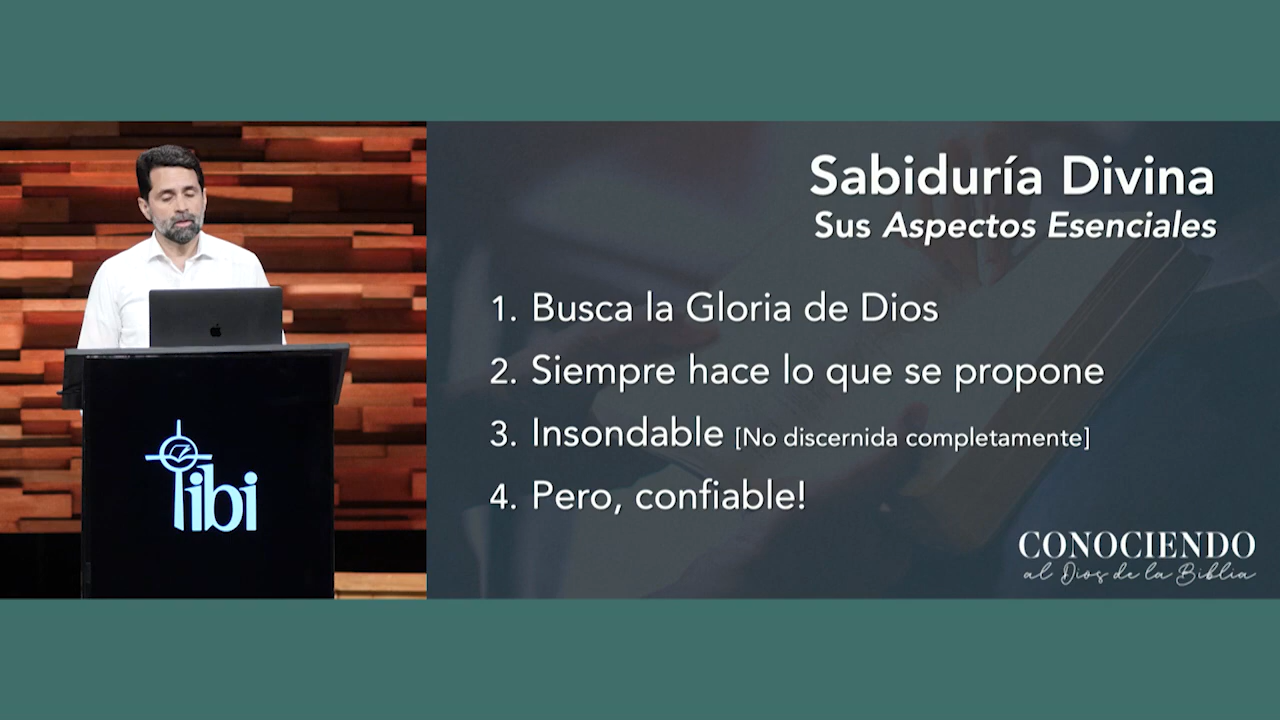 Sabiduría Divina
Sus Aspectos Esenciales
1. Busca la Gloria de Dios
2. Siempre hace lo que se propone
3. Insondable [No discernida completamente]
4. Pero, confiable!
ibi
CONOCIENDO
al Dios de la Biblia